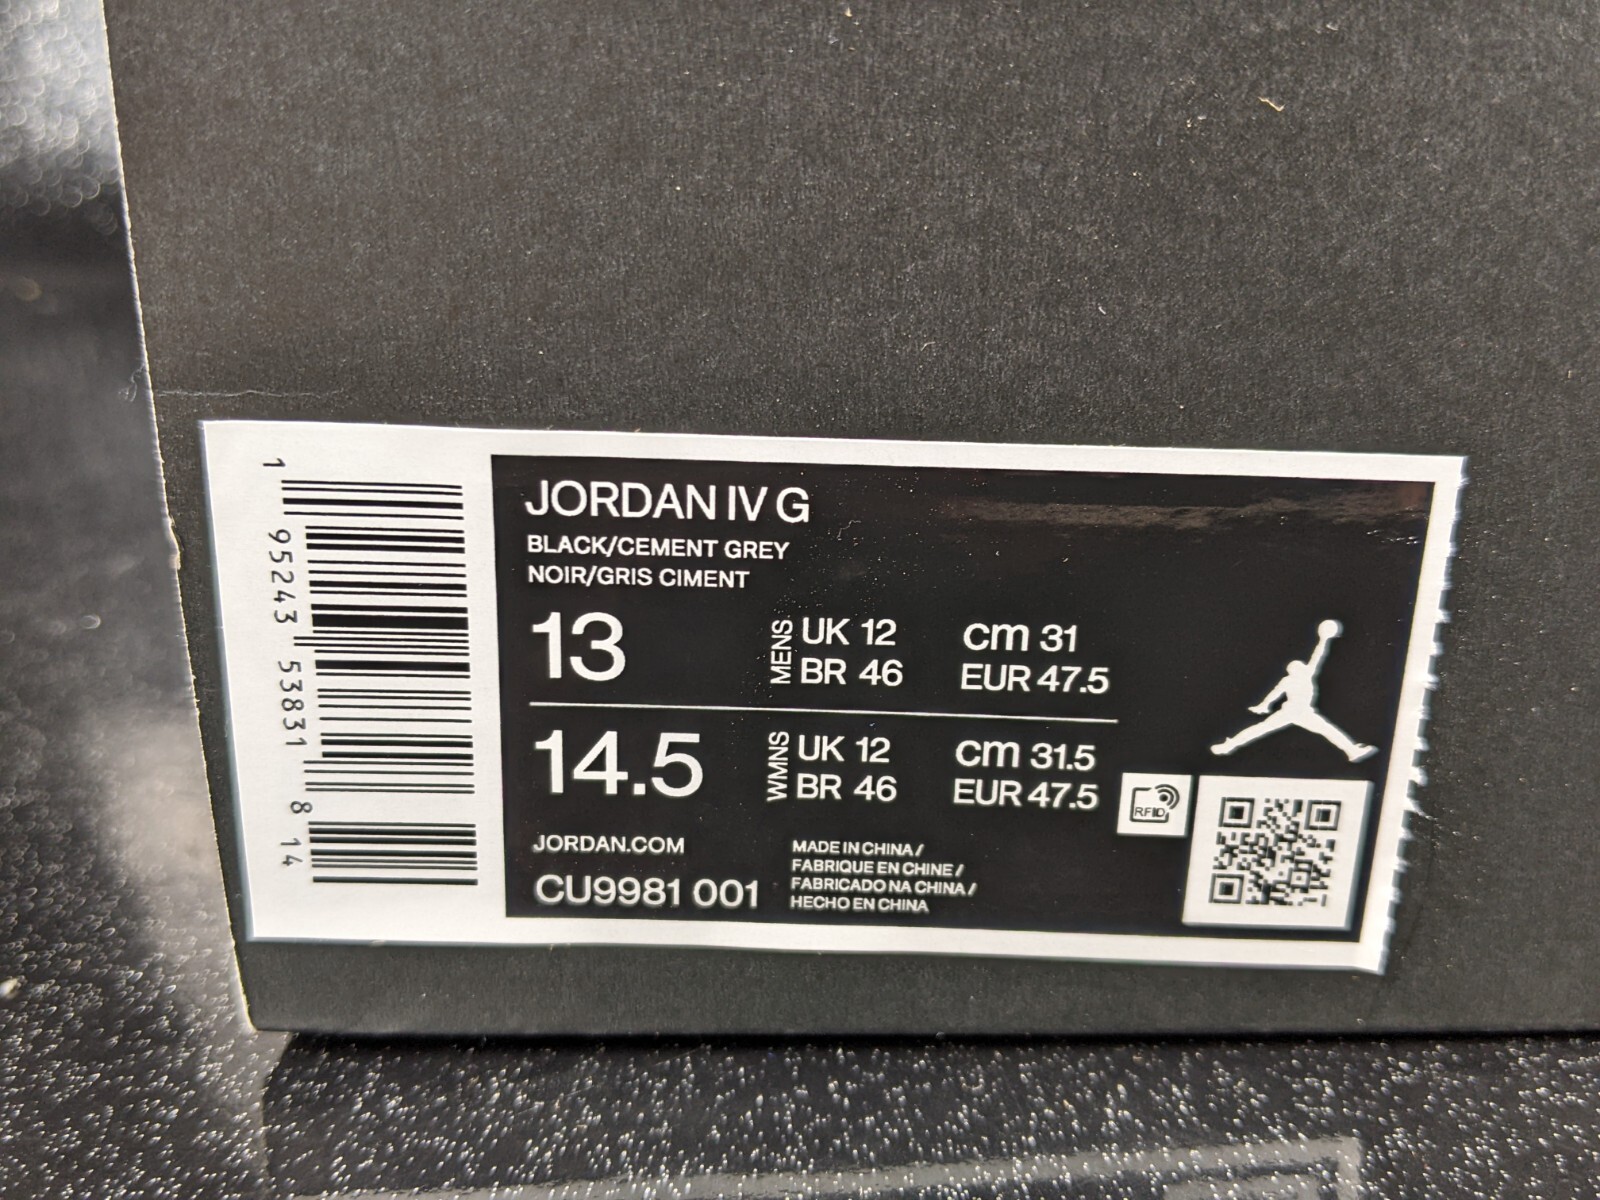 1 95243 53831 8 14
JORDAN IV G
BLACK/CEMENT GREY
NOIR/GRIS CIMENT
13
MENS
UK 12
BR 46
cm 31
EUR 47.5
14.5
WMNS
UK 12
BR 46
cm 31.5
EUR 47.5
RFID
JORDAN.COM
CU9981 001
MADE IN CHINA /
FABRIQUE EN CHINE /
FABRICADO NA CHINA /
HECHO EN CHINA